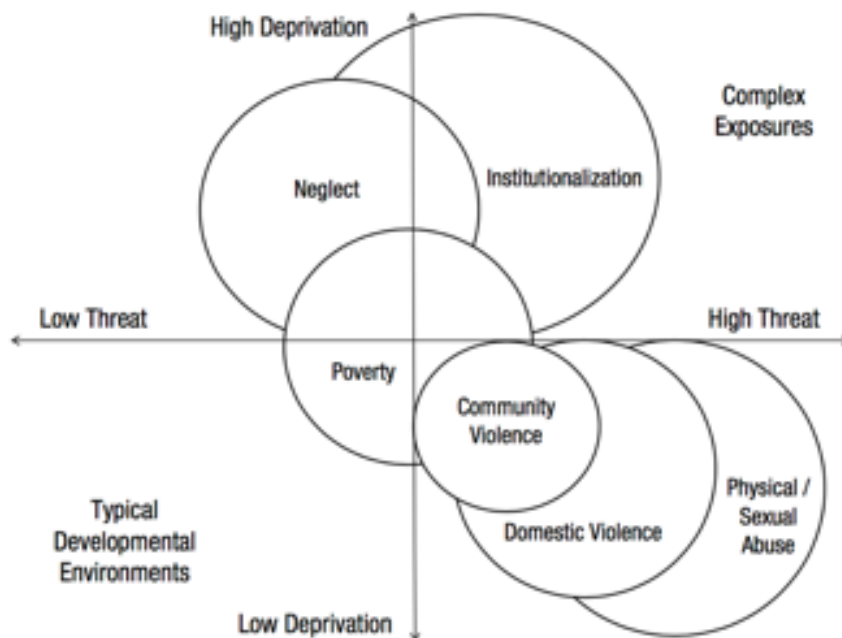 High Deprivation
Complex
Exposures
Neglect
Institutionalization
Low Threat
High Threat
Poverty
Community
Violence
Physical /
Sexual
Abuse
Domestic Violence
Typical
Developmental
Environments
Low Deprivation